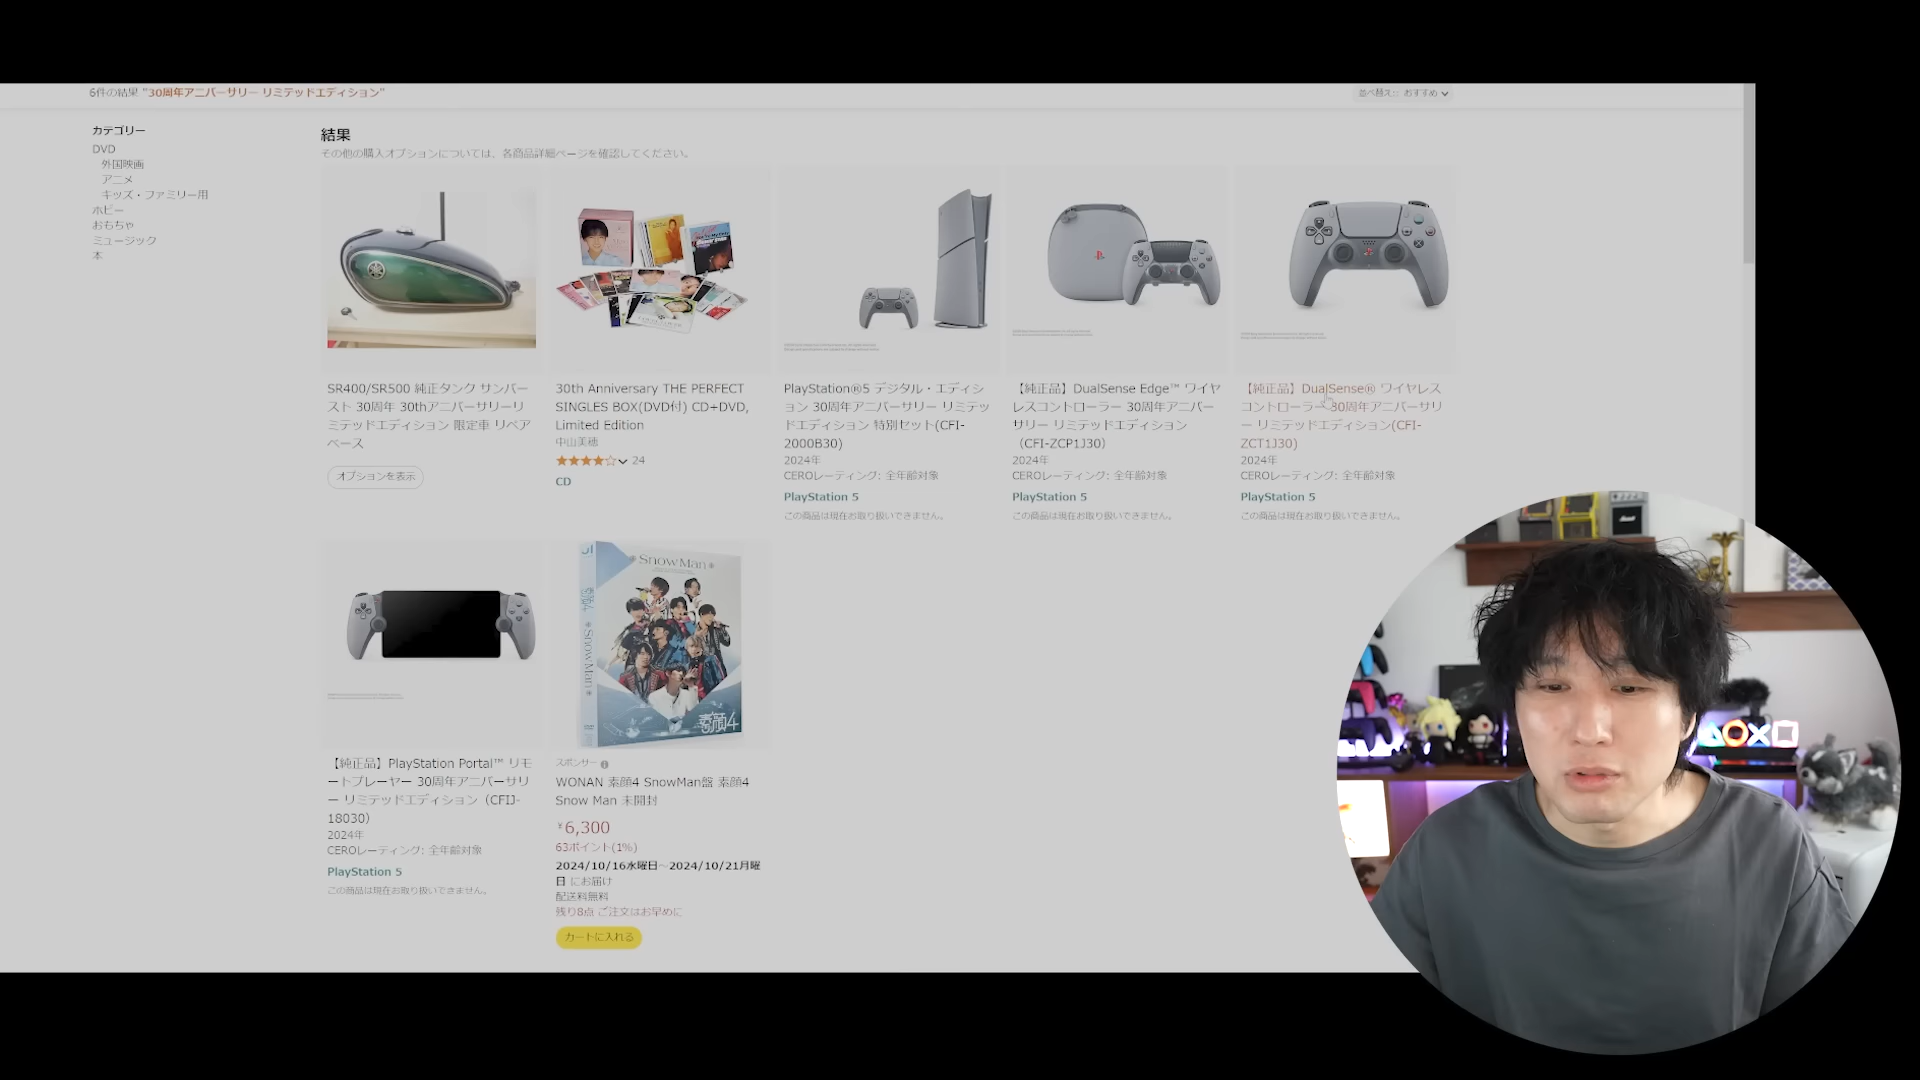 6件の結果 "30周年アニバーサリー リミテッドエディション"
並べ替え:: おすすめ
カテゴリー
DVD
外国映画
アニメ
キッズ・ファミリー用
ホビー
おもちゃ
ミュージック
本
結果
その他の購入オプションについては、各商品詳細ページを確認してください。
SR400/SR500 純正タンク サンバー
スト 30周年 30thアニバーサリーリ
ミテッドエディション 限定車 リペア
ベース
オプションを表示
30th Anniversary THE PERFECT
SINGLES BOX(DVD付) CD+DVD,
Limited Edition
中山美穂
24
CD
PlayStation®5 デジタル・エディシ
ョン 30周年アニバーサリー リミテッ
ドエディション 特別セット(CFI-
2000B30)
2024年
CEROレーティング: 全年齢対象
PlayStation 5
この商品は現在お取り扱いできません。
【純正品】DualSense Edge™ ワイヤ
レスコントローラー 30周年アニバー
サリー リミテッドエディション
（CFI-ZCP1J30）
2024年
CEROレーティング: 全年齢対象
PlayStation 5
この商品は現在お取り扱いできません。
【純正品】DualSense® ワイヤレス
コントローラー 30周年アニバーサリ
ー リミテッドエディション(CFI-
ZCT1J30)
2024年
CEROレーティング: 全年齢対象
PlayStation 5
この商品は現在お取り扱いできません。
SnowMan
素顔4
【純正品】PlayStation Portal™ リモ
ートプレーヤー 30周年アニバーサリ
ー リミテッドエディション（CFIJ-
18030）
2024年
CEROレーティング: 全年齢対象
PlayStation 5
この商品は現在お取り扱いできません。
スポンサー
WONAN 素顔4 SnowMan盤 素顔4
Snow Man 未開封
¥6,300
63ポイント(1%)
2024/10/16水曜日～2024/10/21月曜
日 にお届け
配送料無料
残り8点 ご注文はお早めに
カートに入れる